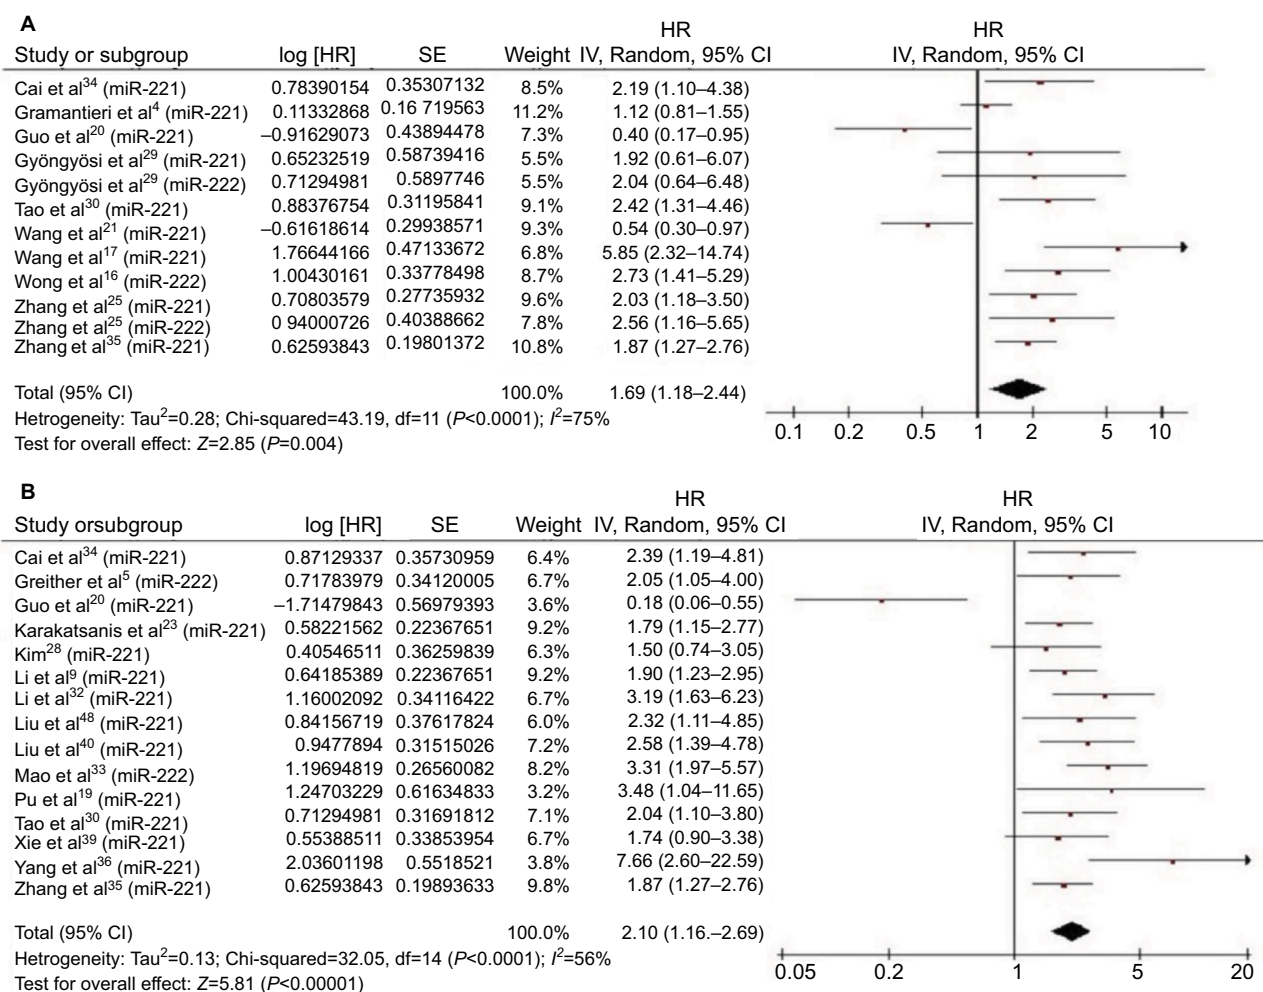 A
HR HR
Study or subgroup log [HR] SE Weight IV, Random, 95% CI IV, Random, 95% CI
Cai et al34 (miR-221) 0.78390154 0.35307132 8.5% 2.19 (1.10–4.38)
Gramantieri et al4 (miR-221) 0.11332868 0.16 719563 11.2% 1.12 (0.81–1.55)
Guo et al20 (miR-221) –0.91629073 0.43894478 7.3% 0.40 (0.17–0.95)
Gyöngyösi et al29 (miR-221) 0.65232519 0.58739416 5.5% 1.92 (0.61–6.07)
Gyöngyösi et al29 (miR-222) 0.71294981 0.5897746 5.5% 2.04 (0.64–6.48)
Tao et al30 (miR-221) 0.88376754 0.31195841 9.1% 2.42 (1.31–4.46)
Wang et al21 (miR-221) –0.61618614 0.29938571 9.3% 0.54 (0.30–0.97)
Wang et al17 (miR-221) 1.76644166 0.47133672 6.8% 5.85 (2.32–14.74)
Wong et al16 (miR-222) 1.00430161 0.33778498 8.7% 2.73 (1.41–5.29)
Zhang et al25 (miR-221) 0.70803579 0.27735932 9.6% 2.03 (1.18–3.50)
Zhang et al25 (miR-222) 0 94000726 0.40388662 7.8% 2.56 (1.16–5.65)
Zhang et al35 (miR-221) 0.62593843 0.19801372 10.8% 1.87 (1.27–2.76)
Total (95% CI) 100.0% 1.69 (1.18–2.44)
Hetrogeneity: Tau2=0.28; Chi-squared=43.19, df=11 (P<0.0001); I2=75%
0.1 0.2 0.5 1 2 5 10
Test for overall effect: Z=2.85 (P=0.004)
B
HR HR
Study orsubgroup log [HR] SE Weight IV, Random, 95% CI IV, Random, 95% CI
Cai et al34 (miR-221) 0.87129337 0.35730959 6.4% 2.39 (1.19–4.81)
Greither et al5 (miR-222) 0.71783979 0.34120005 6.7% 2.05 (1.05–4.00)
Guo et al20 (miR-221) –1.71479843 0.56979393 3.6% 0.18 (0.06–0.55)
Karakatsanis et al23 (miR-221) 0.58221562 0.22367651 9.2% 1.79 (1.15–2.77)
Kim28 (miR-221) 0.40546511 0.36259839 6.3% 1.50 (0.74–3.05)
Li et al9 (miR-221) 0.64185389 0.22367651 9.2% 1.90 (1.23–2.95)
Li et al32 (miR-221) 1.16002092 0.34116422 6.7% 3.19 (1.63–6.23)
Liu et al48 (miR-221) 0.84156719 0.37617824 6.0% 2.32 (1.11–4.85)
Liu et al40 (miR-221) 0.9477894 0.31515026 7.2% 2.58 (1.39–4.78)
Mao et al33 (miR-222) 1.19694819 0.26560082 8.2% 3.31 (1.97–5.57)
Pu et al19 (miR-221) 1.24703229 0.61634833 3.2% 3.48 (1.04–11.65)
Tao et al30 (miR-221) 0.71294981 0.31691812 7.1% 2.04 (1.10–3.80)
Xie et al39 (miR-221) 0.55388511 0.33853954 6.7% 1.74 (0.90–3.38)
Yang et al36 (miR-221) 2.03601198 0.5518521 3.8% 7.66 (2.60–22.59)
Zhang et al35 (miR-221) 0.62593843 0.19893633 9.8% 1.87 (1.27–2.76)
Total (95% CI) 100.0% 2.10 (1.16.–2.69)
Hetrogeneity: Tau2=0.13; Chi-squared=32.05, df=14 (P<0.0001); I2=56%
0.05 0.2 1 5 20
Test for overall effect: Z=5.81 (P<0.00001)